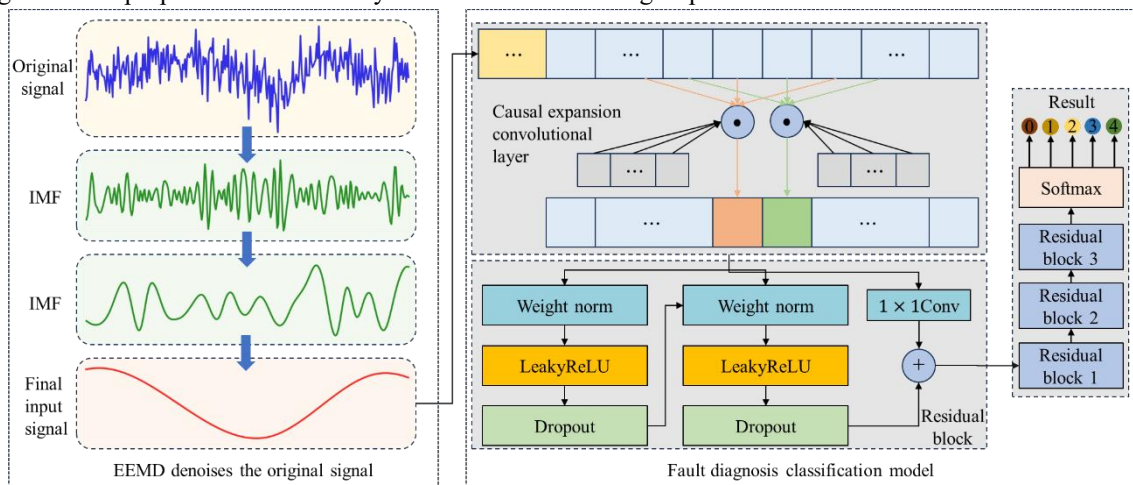 Original
signal
IMF
IMF
Final
input
signal
EEMD denoises the original signal
...
...
...
Causal expansion
convolutional
layer
...
...
...
...
Weight norm
LeakyReLU
Dropout
Weight norm
LeakyReLU
Dropout
1 × 1Conv
+
Residual
block
Fault diagnosis classification model
Result
0 1 2 3 4
Softmax
Residual
block 3
Residual
block 2
Residual
block 1